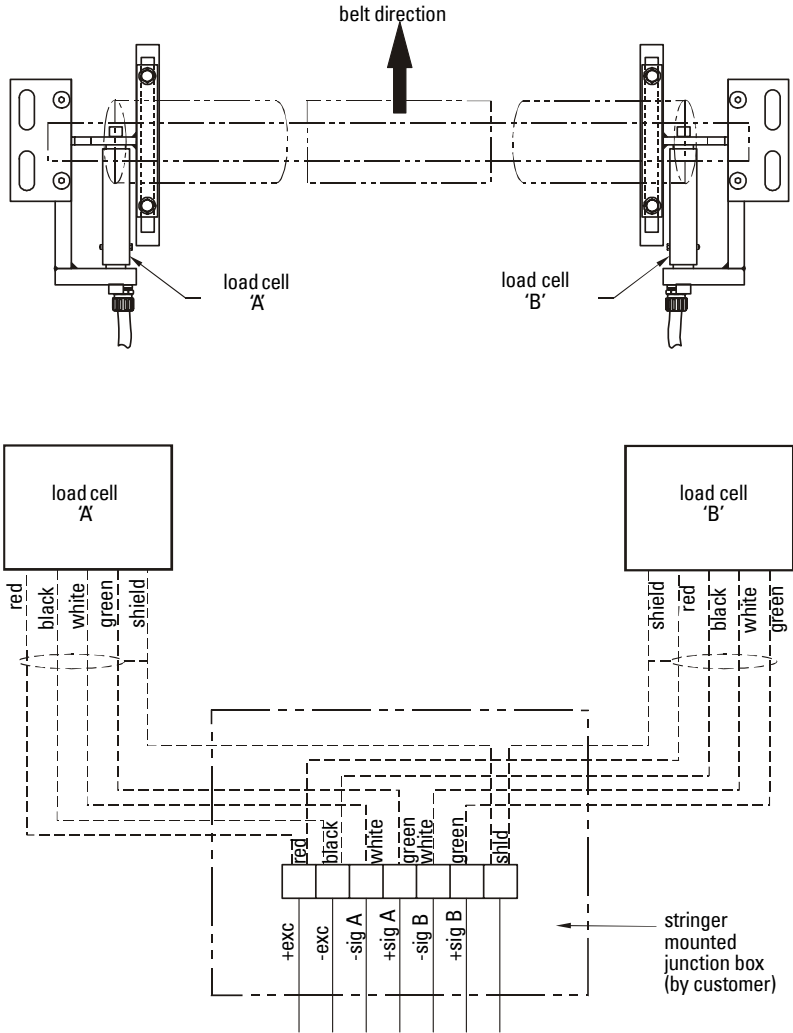 belt direction
load cell
'A'
load cell
'B'
load cell
'A'
load cell
'B'
red
black
white
green
shield
shield
red
black
white
green
red
black
white
green
white
green
shld
+exc
-exc
-sig A
+sig A
-sig B
+sig B
stringer
mounted
junction box
(by customer)